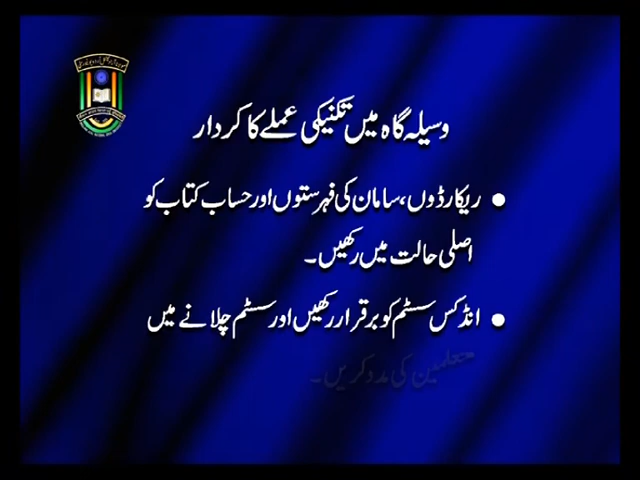 وسیلہ گاہ میں تکنیکی عملے کا کردار
● ریکارڈوں، سامان کی فہرستوں اور حساب کتاب کو
اصلی حالت میں رکھیں۔
● انڈکس سسٹم کو برقرار رکھیں اور سسٹم چلانے میں
متعلمین کی مدد کریں۔